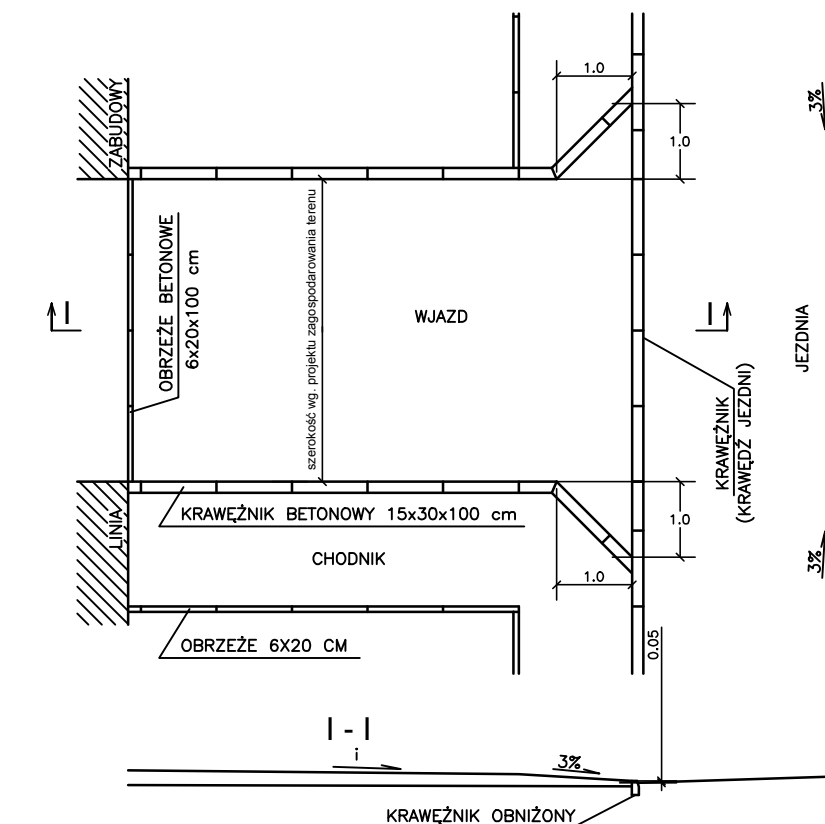 1.0
3%
ZABUDOWY
1.0
OBRZEŻE BETONOWE
6x20x100 cm
szerokość wg. projektu zagospodarowania terenu
WJAZD
I
I
JEZDNIA
KRAWĘŻNIK
(KRAWĘDŹ JEZDNI)
LINIA
KRAWĘŻNIK BETONOWY 15x30x100 cm
1.0
CHODNIK
3%
1.0
OBRZEŻE 6X20 CM
0.05
I - I
i
3%
KRAWĘŻNIK OBNIŻONY